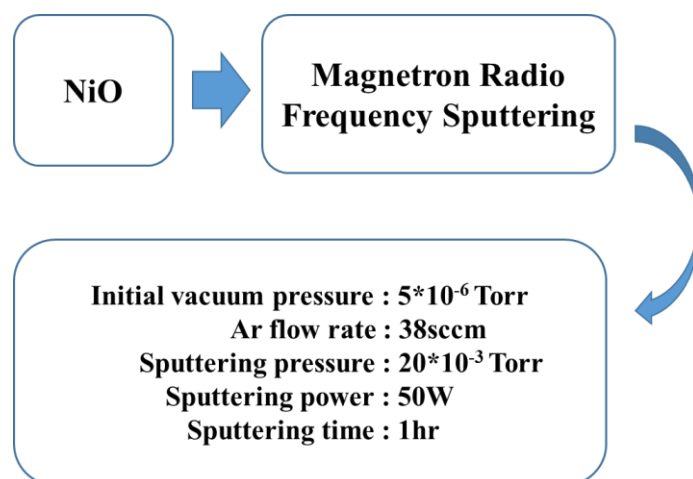 NiO
Magnetron Radio
Frequency Sputtering
Initial vacuum pressure : 5*10⁻⁶ Torr
Ar flow rate : 38sccm
Sputtering pressure : 20*10⁻³ Torr
Sputtering power : 50W
Sputtering time : 1hr